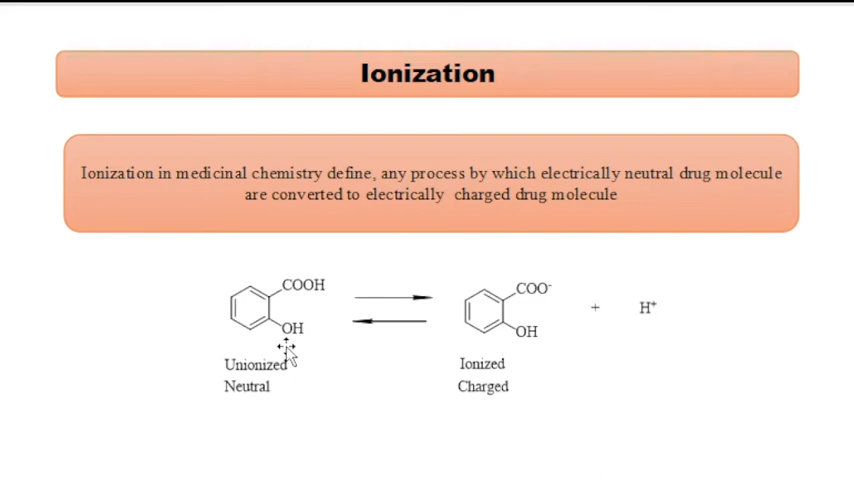 Ionization
Ionization in medicinal chemistry define, any process by which electrically neutral drug molecule
are converted to electrically charged drug molecule
COOH
OH
COO-
OH
+
H+
Unionized
Neutral
Ionized
Charged